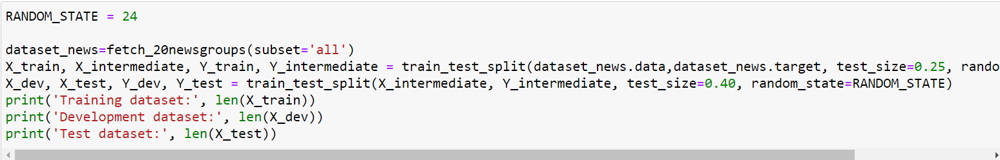 RANDOM_STATE = 24
dataset_news=fetch_20newsgroups(subset='all')
X_train, X_intermediate, Y_train, Y_intermediate = train_test_split(dataset_news.data,dataset_news.target, test_size=0.25, rando
X_dev, X_test, Y_dev, Y_test = train_test_split(X_intermediate, Y_intermediate, test_size=0.40, random_state=RANDOM_STATE)
print('Training dataset:', len(X_train))
print('Development dataset:', len(X_dev))
print('Test dataset:', len(X_test))